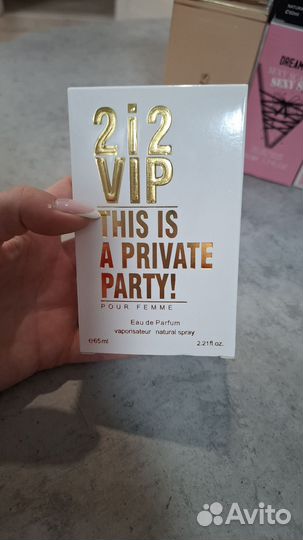 2i2
VIP
THIS IS
A PRIVATE
PARTY!
POUR FEMME
Eau de Parfum
vaporisateur natural spray
℮65ml
2.21fl.oz.
DREAM
Avito